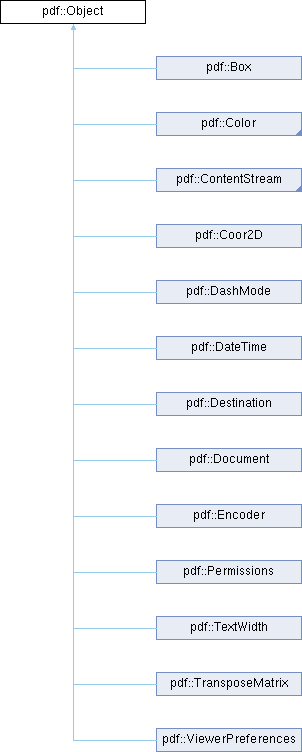 pdf::Object
pdf::Box
pdf::Color
pdf::ContentStream
pdf::Coor2D
pdf::DashMode
pdf::DateTime
pdf::Destination
pdf::Document
pdf::Encoder
pdf::Permissions
pdf::TextWidth
pdf::TransposeMatrix
pdf::ViewerPreferences